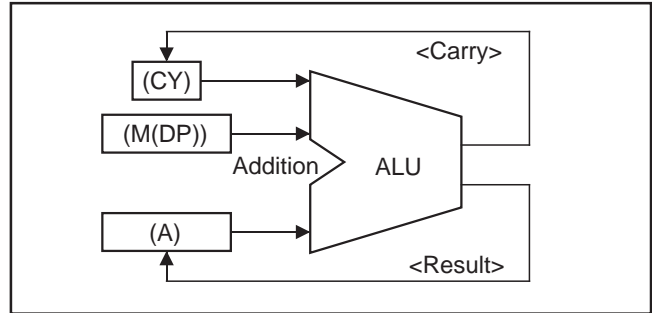 <Carry>
(CY)
(M(DP))
Addition
ALU
(A)
<Result>